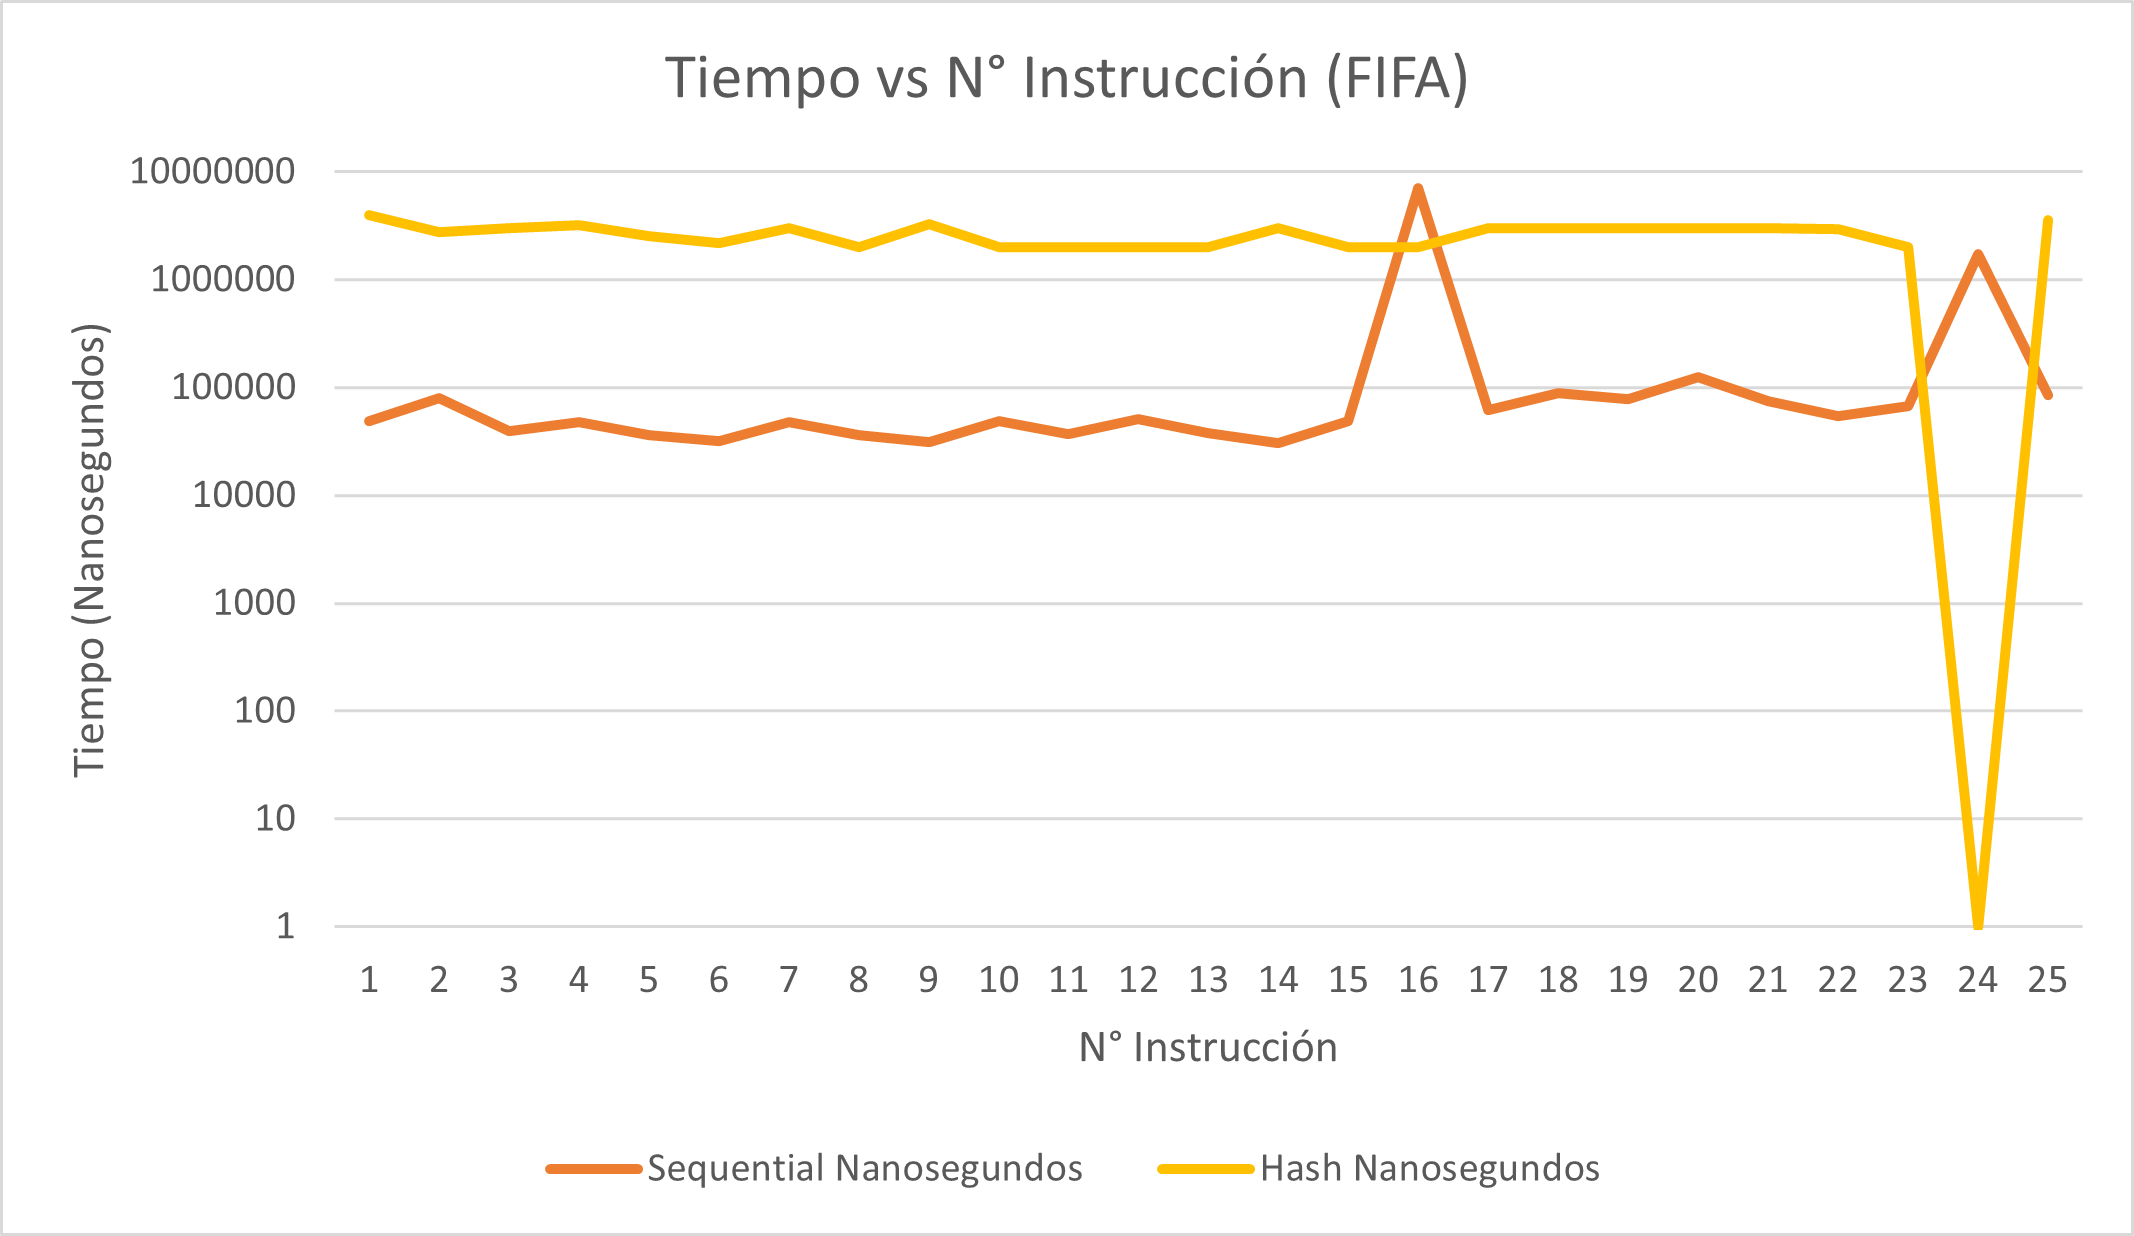 Tiempo vs N° Instrucción (FIFA)
10000000
1000000
100000
10000
1000
100
10
1
Tiempo (Nanosegundos)
1 2 3 4 5 6 7 8 9 10 11 12 13 14 15 16 17 18 19 20 21 22 23 24 25
N° Instrucción
Sequential Nanosegundos Hash Nanosegundos